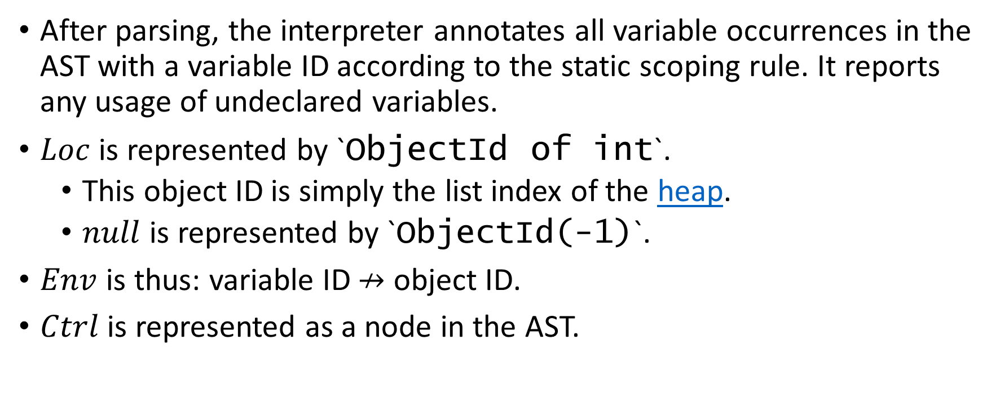 • After parsing, the interpreter annotates all variable occurrences in the
AST with a variable ID according to the static scoping rule. It reports
any usage of undeclared variables.
• Loc is represented by `ObjectId of int`.
• This object ID is simply the list index of the heap.
• null is represented by `ObjectId(-1)`.
• Env is thus: variable ID ↛ object ID.
• Ctrl is represented as a node in the AST.